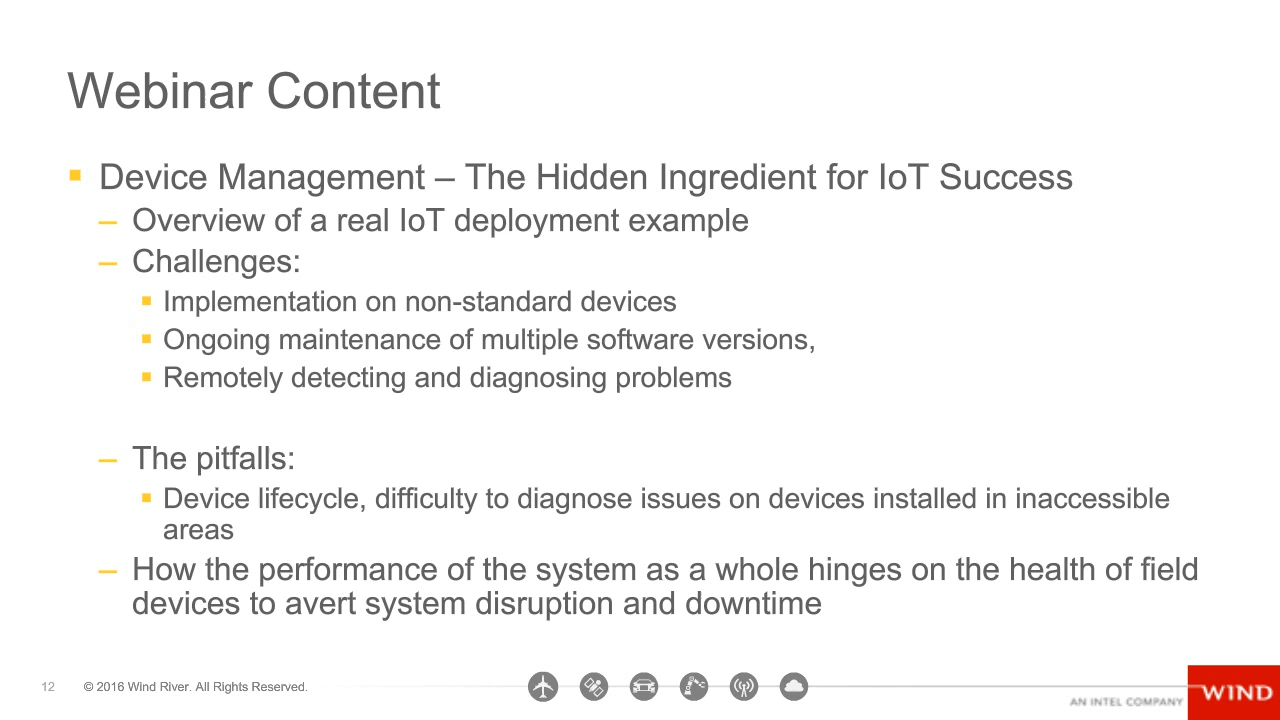 Webinar Content
Device Management – The Hidden Ingredient for IoT Success
– Overview of a real IoT deployment example
– Challenges:
Implementation on non-standard devices
Ongoing maintenance of multiple software versions,
Remotely detecting and diagnosing problems
– The pitfalls:
Device lifecycle, difficulty to diagnose issues on devices installed in inaccessible
areas
– How the performance of the system as a whole hinges on the health of field
devices to avert system disruption and downtime
12 © 2016 Wind River. All Rights Reserved.
AN INTEL COMPANY
WIND